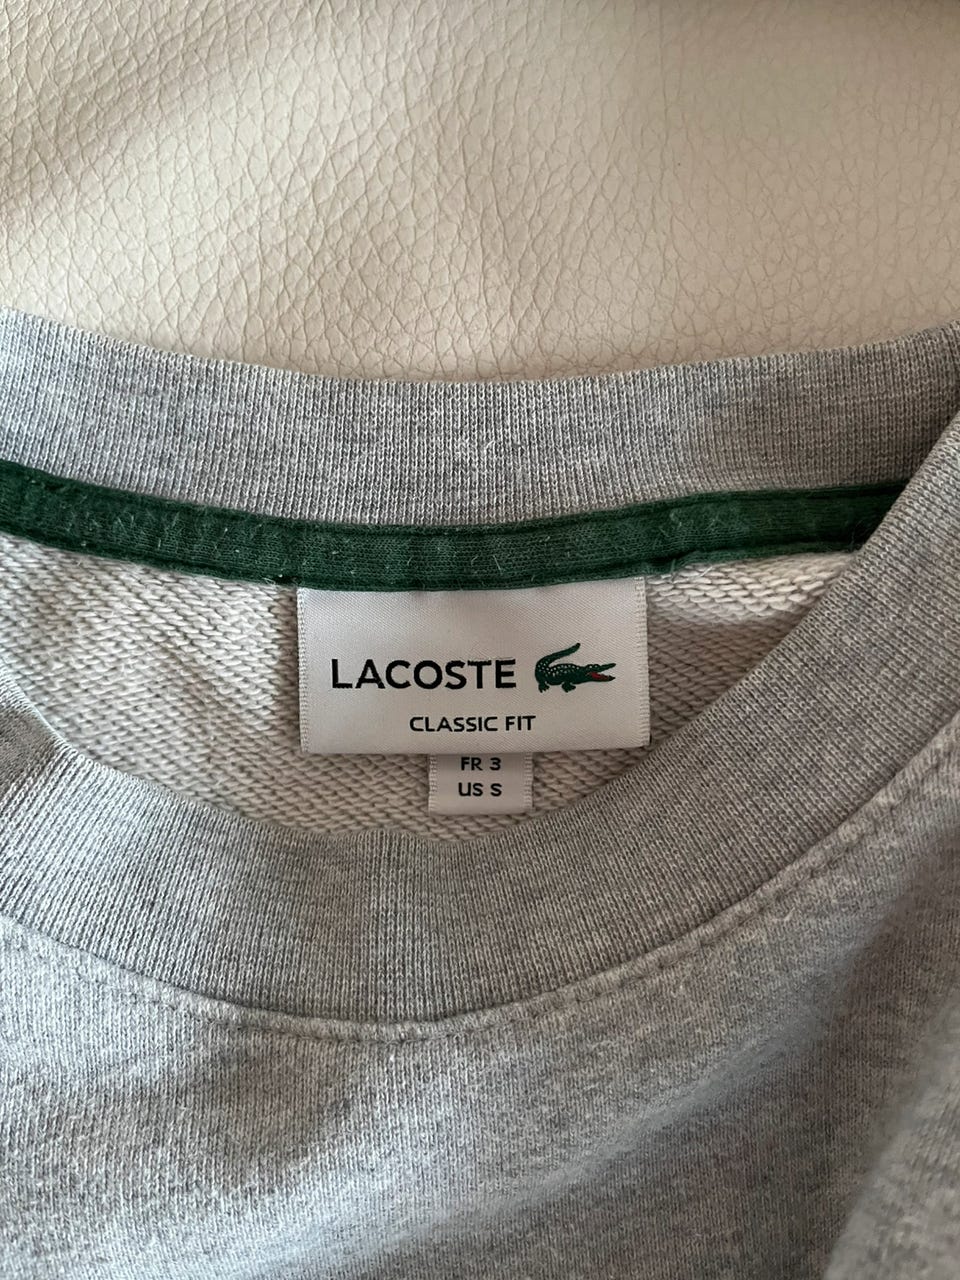 LACOSTE
CLASSIC FIT
FR 3
US S